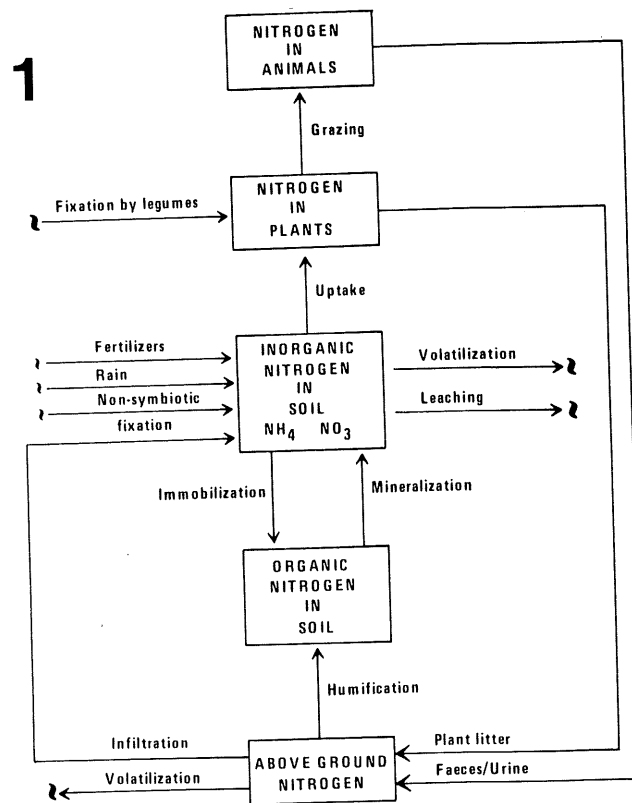 1
NITROGEN
IN
ANIMALS
Grazing
Fixation by legumes
NITROGEN
IN
PLANTS
Uptake
Fertilizers
Rain
Non-symbiotic
fixation
INORGANIC
NITROGEN
IN
SOIL
NH4 NO3
Volatilization
Leaching
Immobilization
Mineralization
ORGANIC
NITROGEN
IN
SOIL
Humification
Infiltration
Volatilization
ABOVE GROUND
NITROGEN
Plant litter
Faeces/Urine